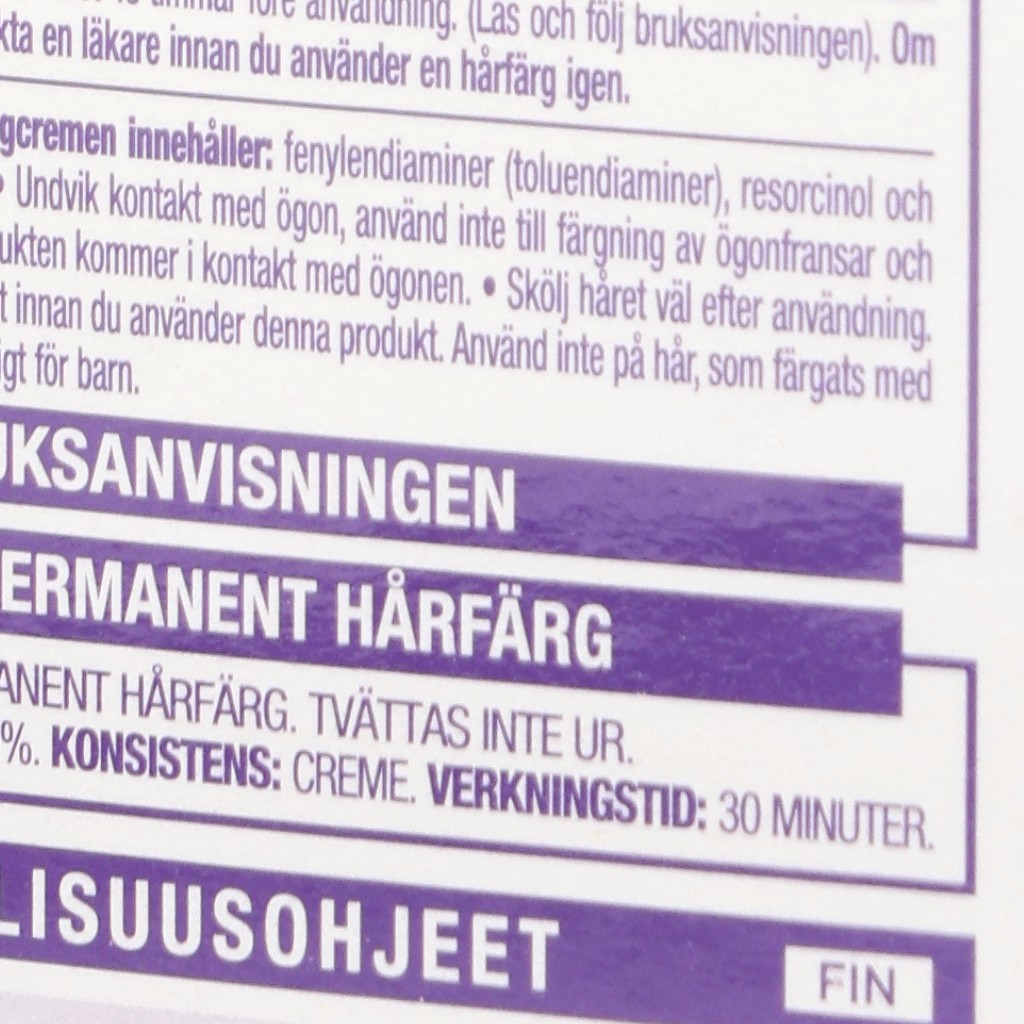 före användning. (Läs och följ bruksanvisningen). Om
en läkare innan du använder en hårfärg igen.
gcremen innehåller: fenylendiaminer (toluendiaminer), resorcinol och
• Undvik kontakt med ögon, använd inte till färgning av ögonfransar och
ukten kommer i kontakt med ögonen. • Skölj håret väl efter användning.
t innan du använder denna produkt. Använd inte på hår, som färgats med
igt för barn.
UKSANVISNINGEN
ERMANENT HÅRFÄRG
ANENT HÅRFÄRG. TVÄTTAS INTE UR.
%. KONSISTENS: CREME. VERKNINGSTID: 30 MINUTER.
LISUUSOHJEET FIN